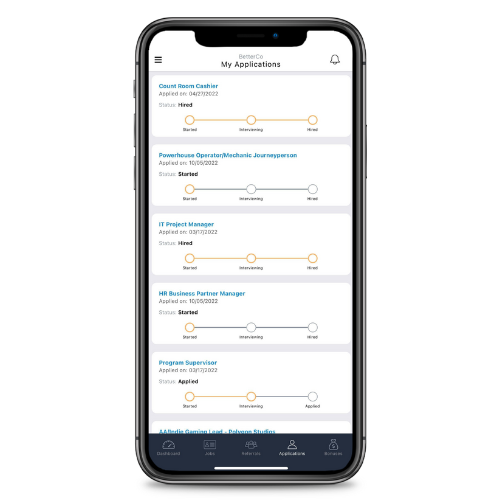 BetterCo
My Applications
Count Room Cashier
Applied on: 04/27/2022
Status: Hired
Started Interviewing Hired
Powerhouse Operator/Mechanic Journeyperson
Applied on: 10/05/2022
Status: Started
Started Interviewing Hired
IT Project Manager
Applied on: 03/17/2022
Status: Hired
Started Interviewing Hired
HR Business Partner Manager
Applied on: 10/05/2022
Status: Started
Started Interviewing Hired
Program Supervisor
Applied on: 03/17/2022
Status: Applied
Started Interviewing Applied
Gaming Lead - Polygon Studios
Dashboard Jobs Referrals Applications Bonuses